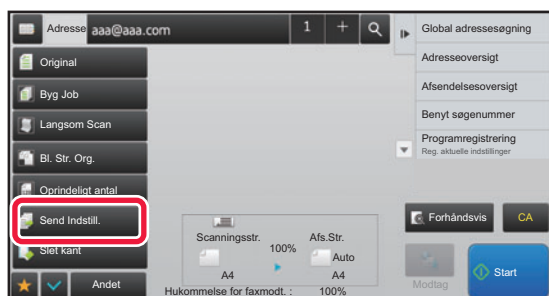 Adresse aaa@aaa.com 1 +
Original
Byg Job
Langsom Scan
Bl. Str. Org.
Oprindeligt antal
Send Indstill.
Slet kant
Andet
Scanningsstr.
100%
Afs.Str.
Auto
A4
A4
Hukommelse for faxmodt. : 100%
Global adressesøgning
Adresseoversigt
Afsendelsesoversigt
Benyt søgenummer
Programregistrering
Reg. aktuelle indstillinger
Forhåndsvis
CA
Modtag
Start